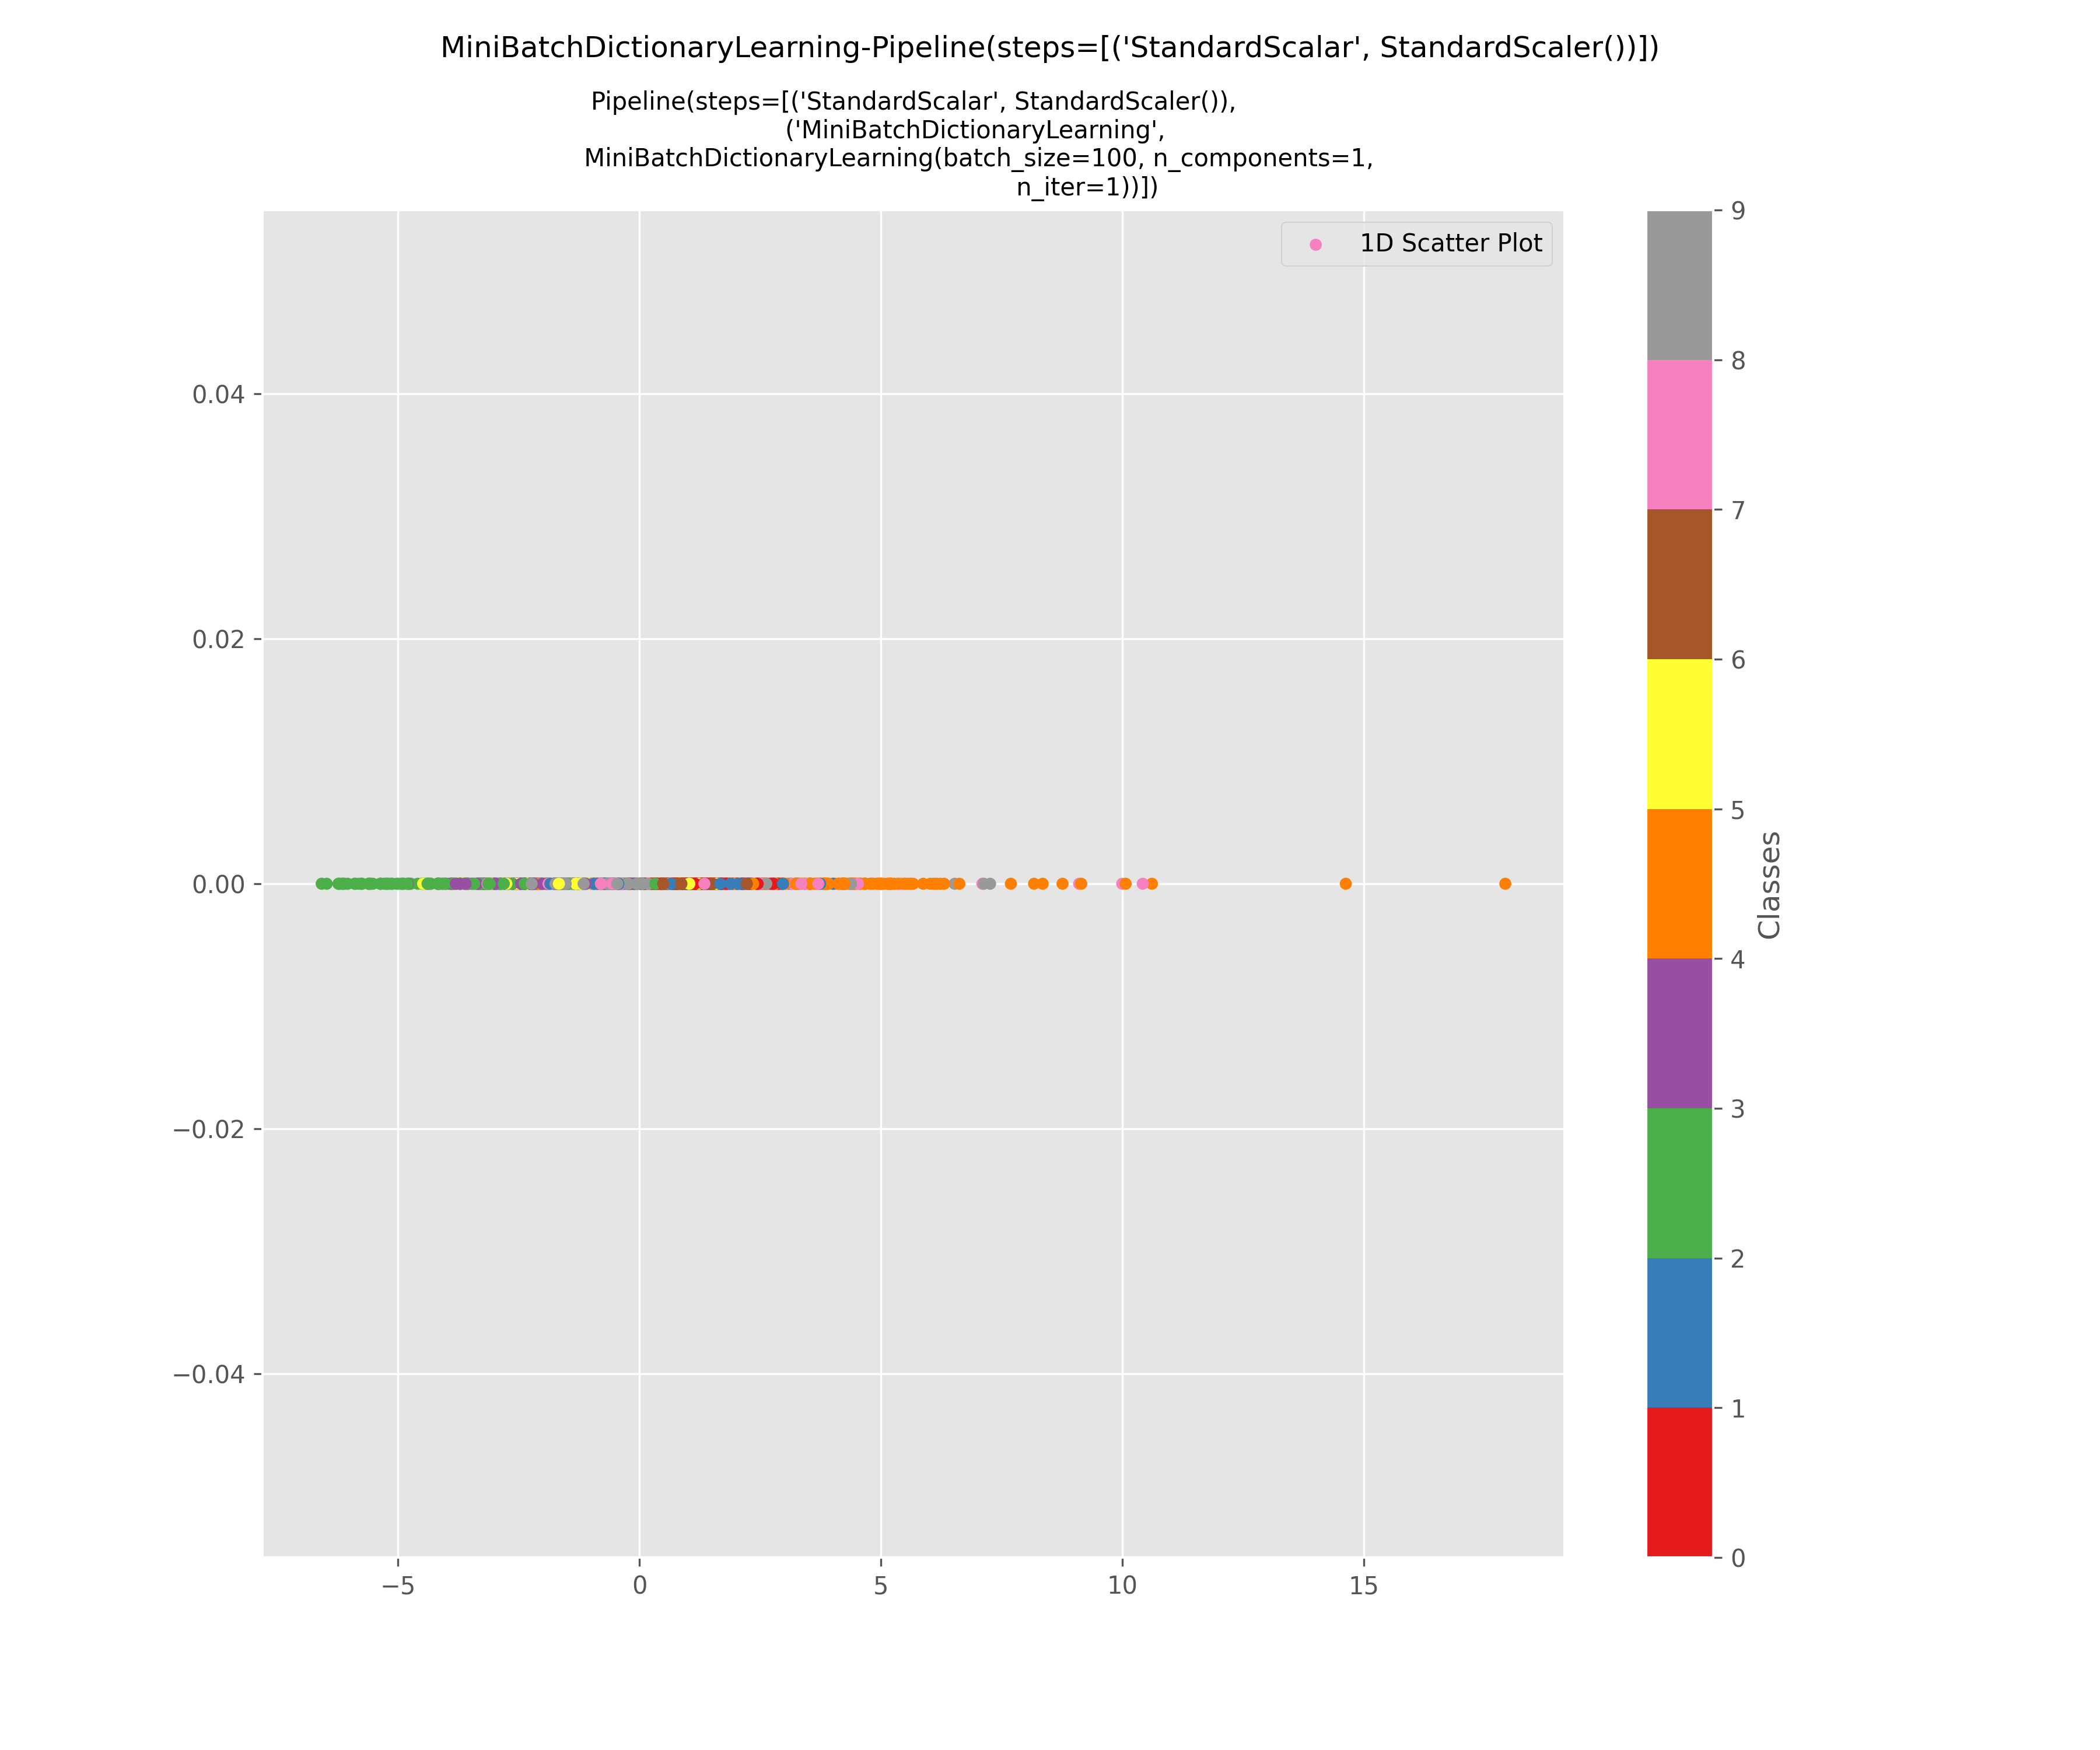 MiniBatchDictionaryLearning-Pipeline(steps=[('StandardScalar', StandardScaler())])
Pipeline(steps=[('StandardScalar', StandardScaler()),
('MiniBatchDictionaryLearning',
MiniBatchDictionaryLearning(batch_size=100, n_components=1,
n_iter=1))])
1D Scatter Plot
0.04
0.02
0.00
−0.02
−0.04
−5
0
5
10
15
9
8
7
6
5
4
3
2
1
0
Classes